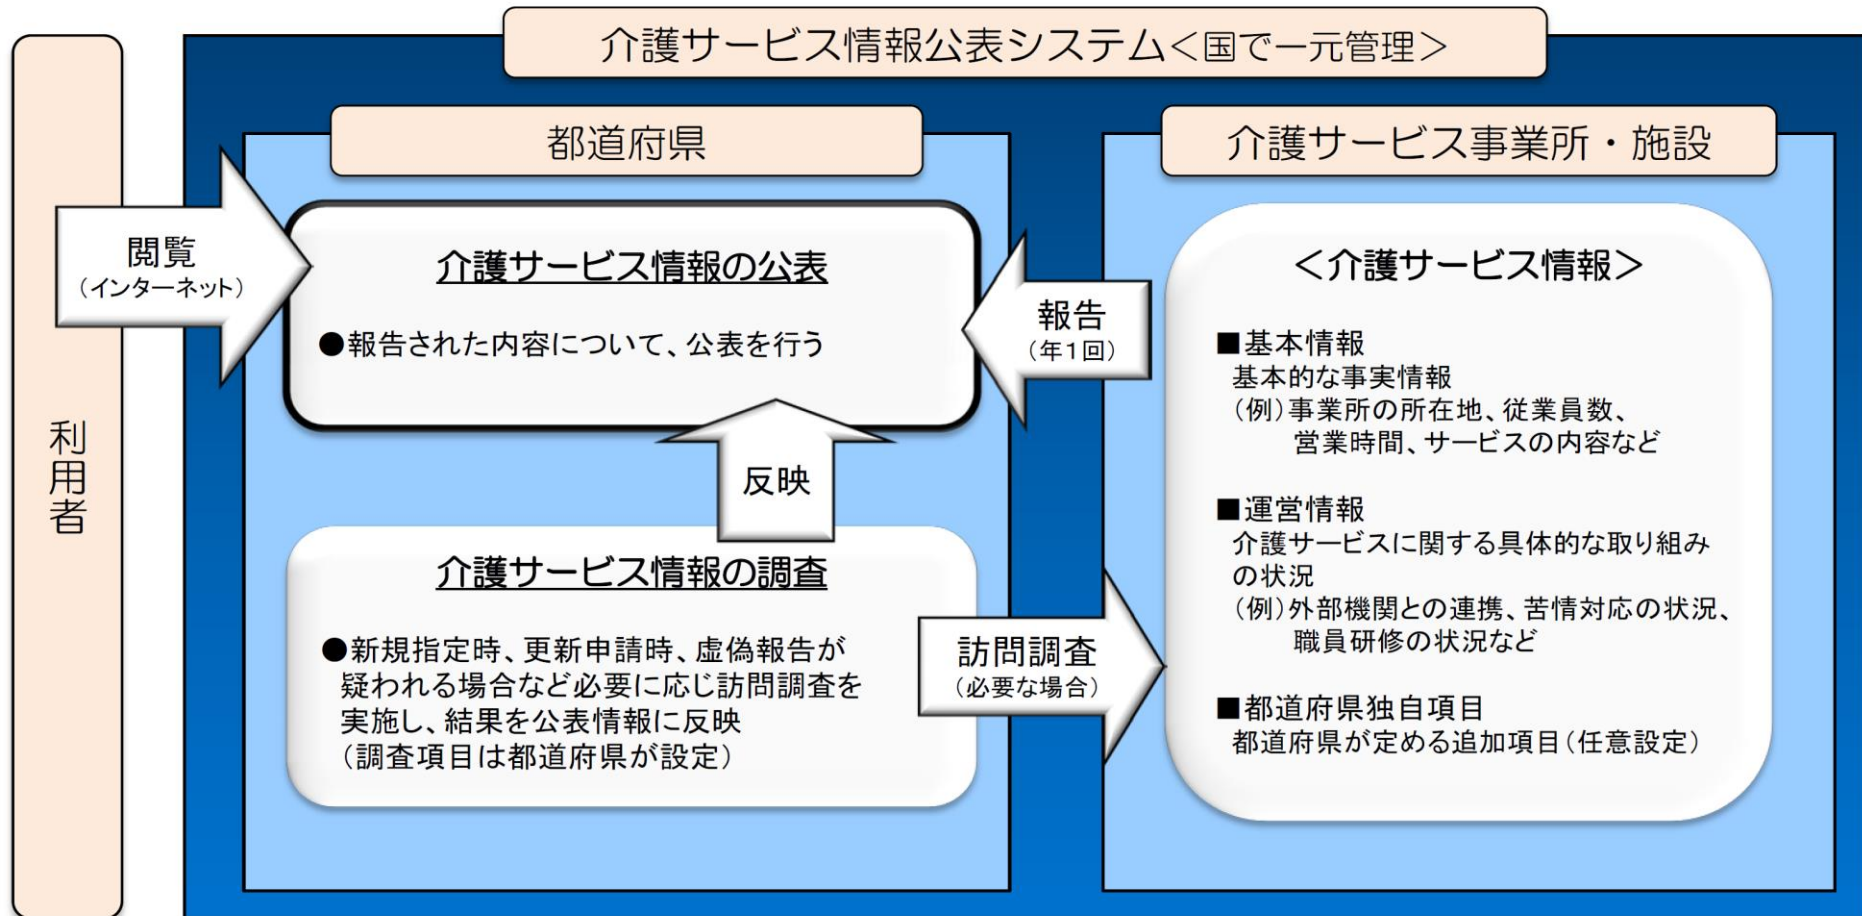 介護サービス情報公表システム＜国で一元管理＞
利用者
閲覧
（インターネット）
都道府県
介護サービス情報の公表
●報告された内容について、公表を行う
反映
介護サービス情報の調査
●新規指定時、更新申請時、虚偽報告が
疑われる場合など必要に応じ訪問調査を
実施し、結果を公表情報に反映
（調査項目は都道府県が設定）
報告
（年１回）
訪問調査
（必要な場合）
介護サービス事業所・施設
＜介護サービス情報＞
■基本情報
基本的な事実情報
（例）事業所の所在地、従業員数、
営業時間、サービスの内容など
■運営情報
介護サービスに関する具体的な取り組み
の状況
（例）外部機関との連携、苦情対応の状況、
職員研修の状況など
■都道府県独自項目
都道府県が定める追加項目（任意設定）